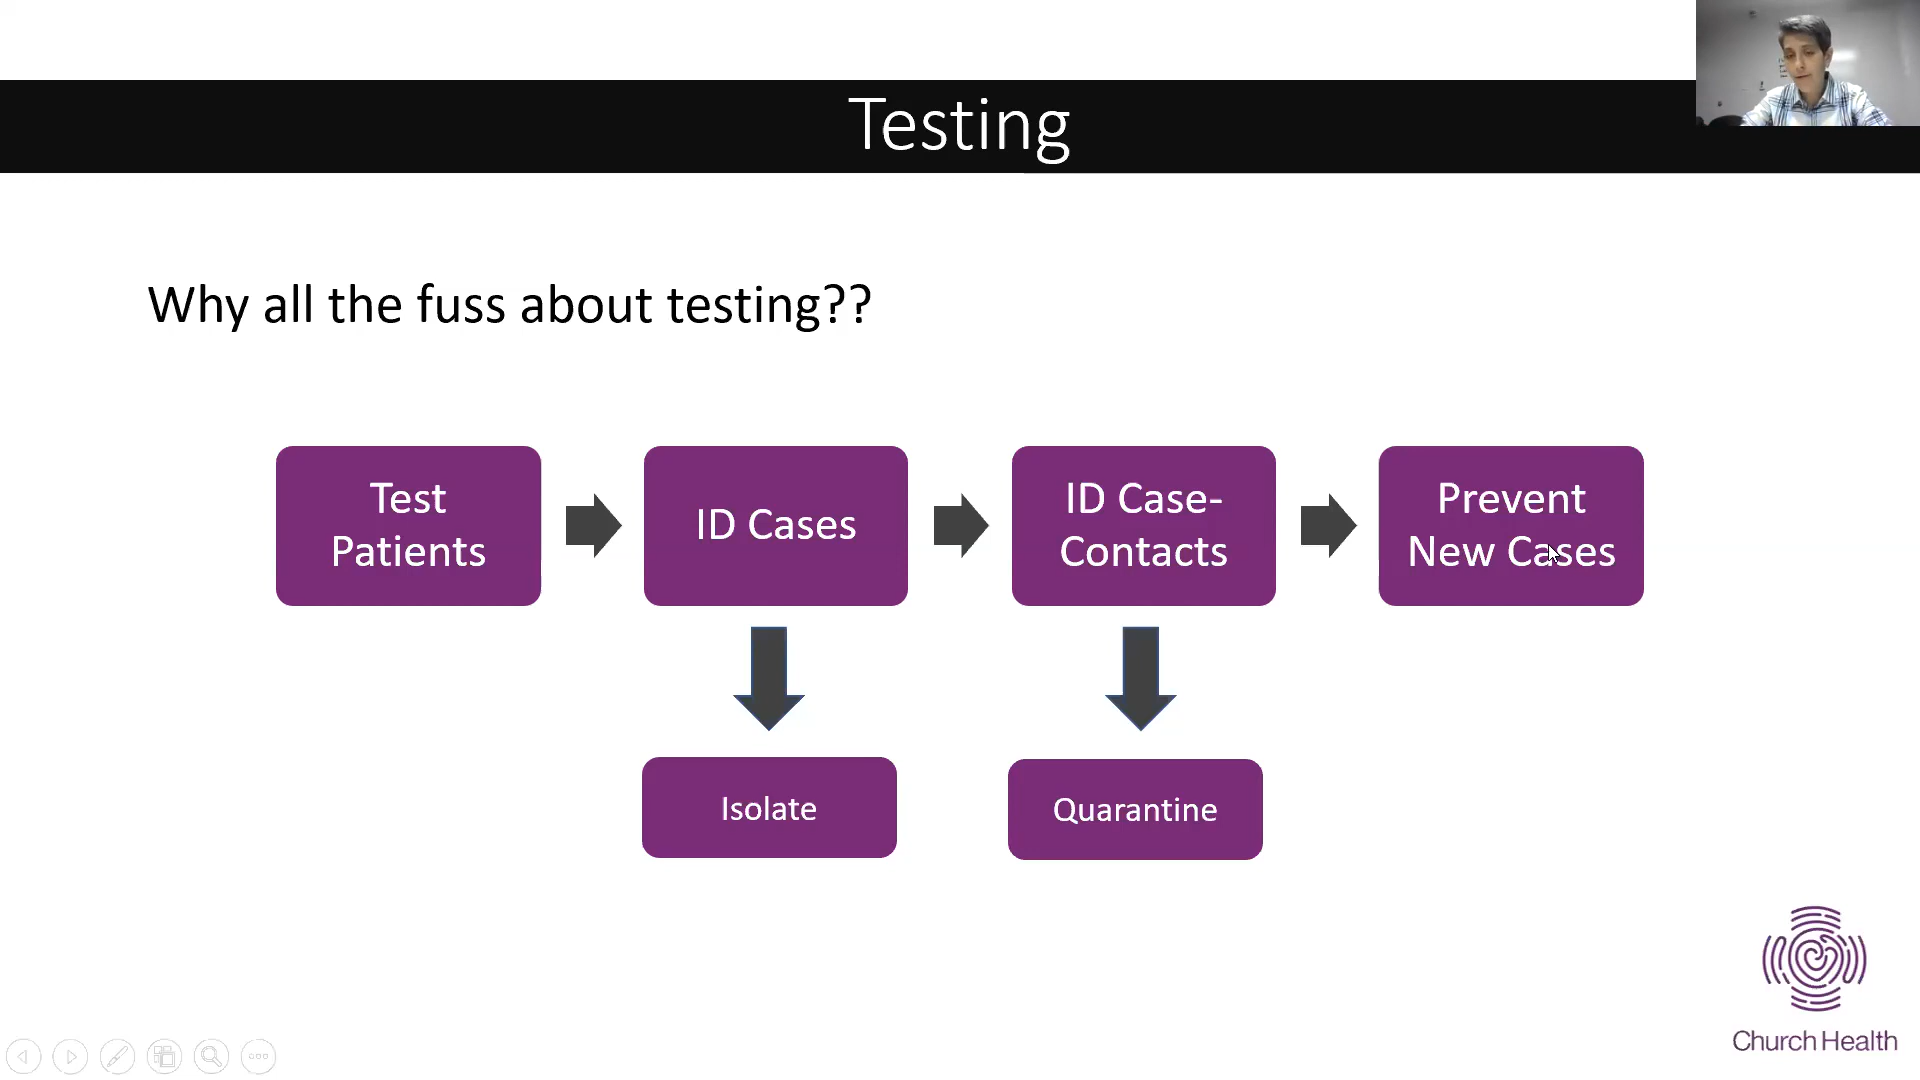 Testing
Why all the fuss about testing??
Test
Patients
ID Cases
ID Case-
Contacts
Prevent
New Cases
Isolate
Quarantine
Church Health